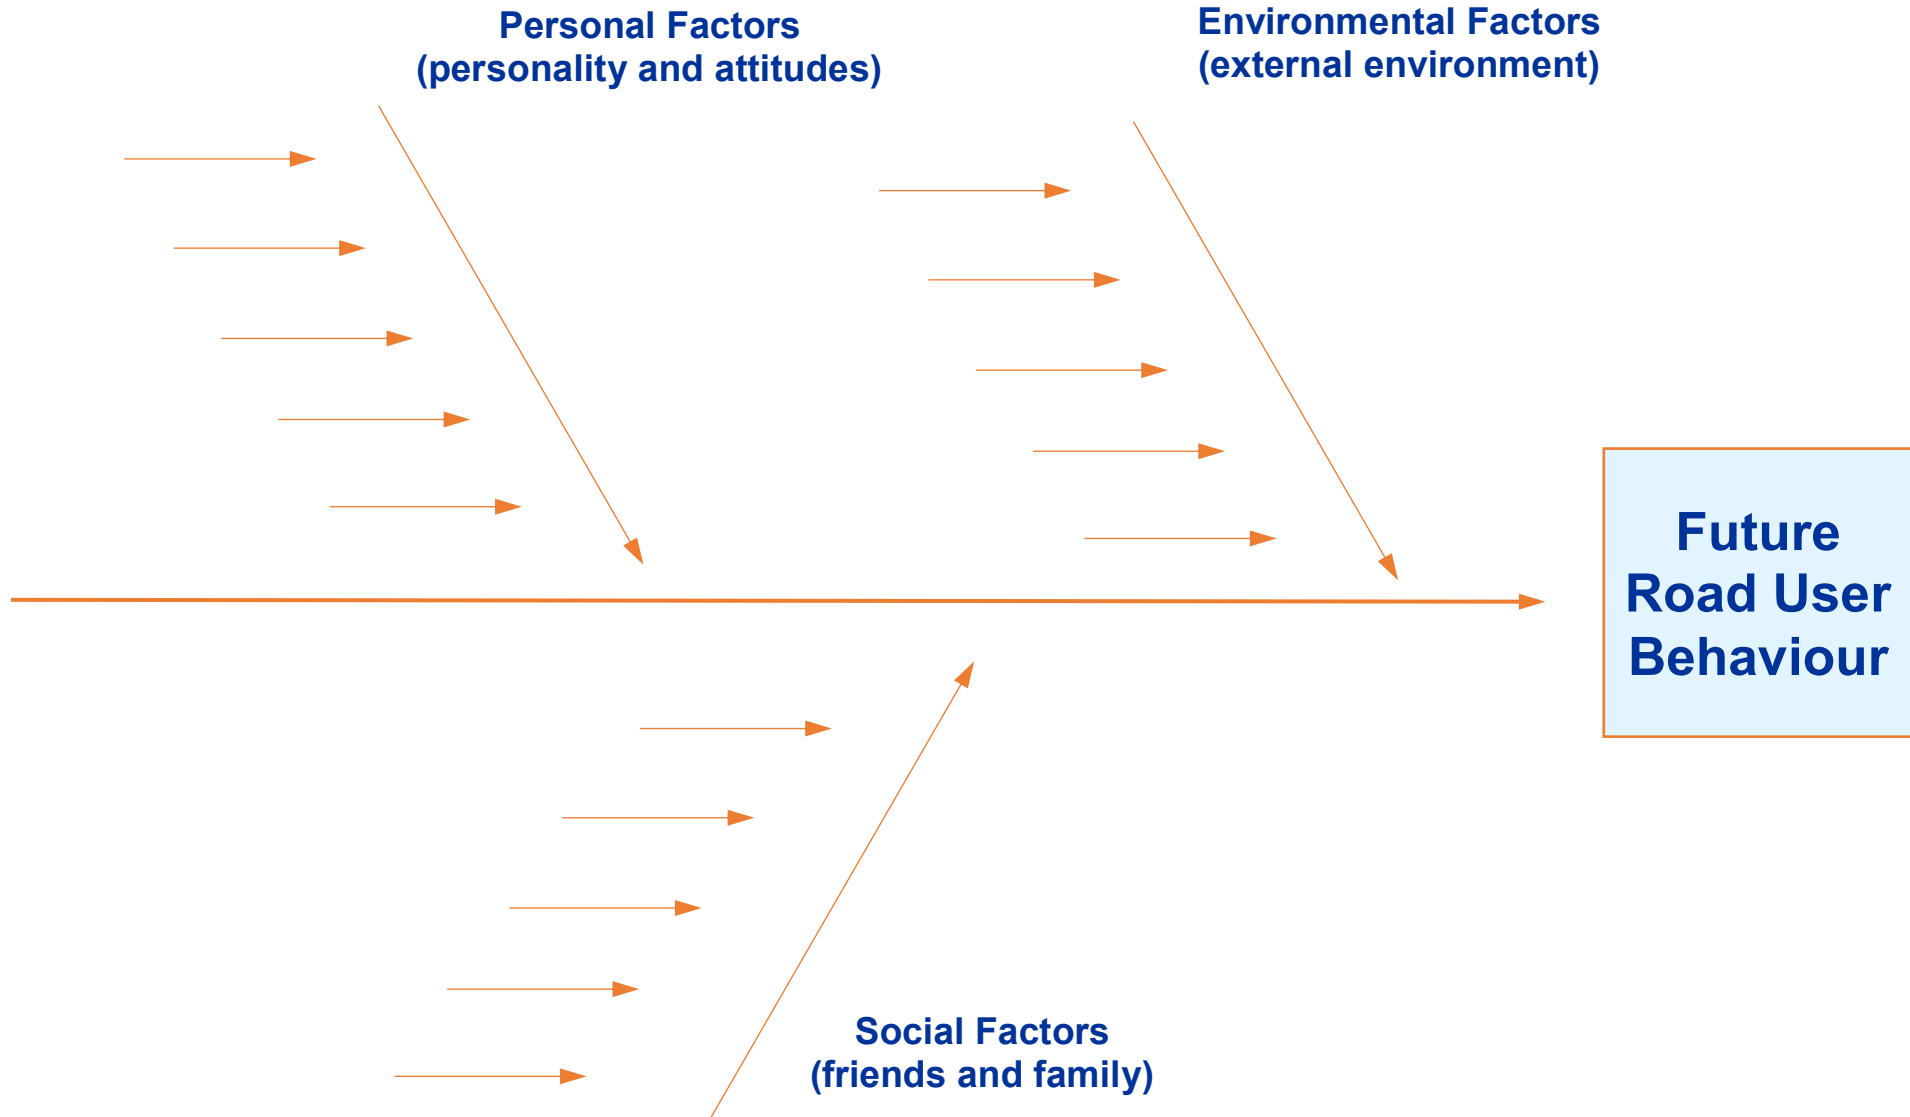 Personal Factors
(personality and attitudes)
Environmental Factors
(external environment)
Future
Road User
Behaviour
Social Factors
(friends and family)